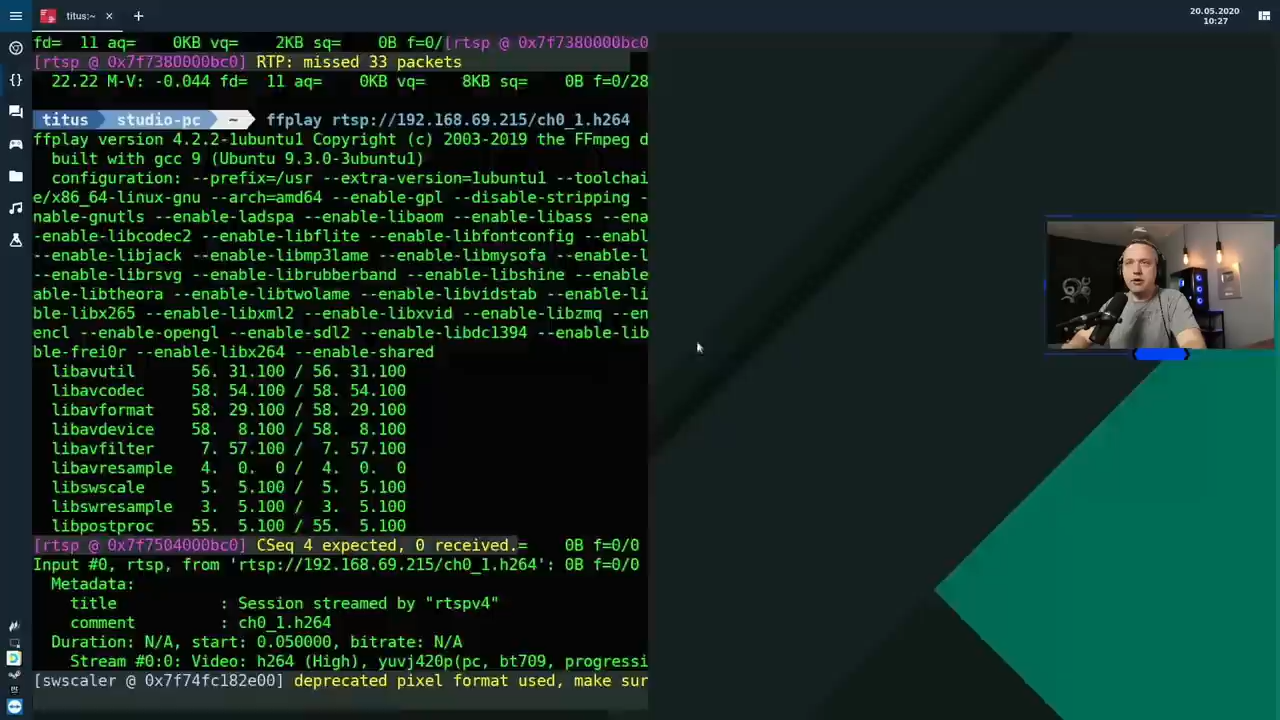 titus:~
20.05.2020
10:27
fd=  11 aq=    0KB vq=    2KB sq=    0B f=0/[rtsp @ 0x7f7380000bc0
[rtsp @ 0x7f7380000bc0] RTP: missed 33 packets
22.22 M-V: -0.044 fd=  11 aq=    0KB vq=    8KB sq=    0B f=0/28
titus studio-pc ~ ffplay rtsp://192.168.69.215/ch0_1.h264
ffplay version 4.2.2-1ubuntu1 Copyright (c) 2003-2019 the FFmpeg d
built with gcc 9 (Ubuntu 9.3.0-3ubuntu1)
configuration: --prefix=/usr --extra-version=1ubuntu1 --toolchai
e/x86_64-linux-gnu --arch=amd64 --enable-gpl --disable-stripping -
nable-gnutls --enable-ladspa --enable-libaom --enable-libass --ena
-enable-libcodec2 --enable-libflite --enable-libfontconfig --enabl
--enable-libjack --enable-libmp3lame --enable-libmysofa --enable-l
--enable-librsvg --enable-librubberband --enable-libshine --enable
able-libtheora --enable-libtwolame --enable-libvidstab --enable-li
ble-libx265 --enable-libxml2 --enable-libxvid --enable-libzmq --en
encl --enable-opengl --enable-sdl2 --enable-libdc1394 --enable-lib
ble-frei0r --enable-libx264 --enable-shared
libavutil      56. 31.100 / 56. 31.100
libavcodec     58. 54.100 / 58. 54.100
libavformat    58. 29.100 / 58. 29.100
libavdevice    58.  8.100 / 58.  8.100
libavfilter     7. 57.100 /  7. 57.100
libavresample   4.  0.  0 /  4.  0.  0
libswscale      5.  5.100 /  5.  5.100
libswresample   3.  5.100 /  3.  5.100
libpostproc    55.  5.100 / 55.  5.100
[rtsp @ 0x7f7504000bc0] CSeq 4 expected, 0 received.=    0B f=0/0
Input #0, rtsp, from 'rtsp://192.168.69.215/ch0_1.h264': 0B f=0/0
Metadata:
title           : Session streamed by "rtspv4"
comment         : ch0_1.h264
Duration: N/A, start: 0.050000, bitrate: N/A
Stream #0:0: Video: h264 (High), yuvj420p(pc, bt709, progressi
[swscaler @ 0x7f74fc182e00] deprecated pixel format used, make sur